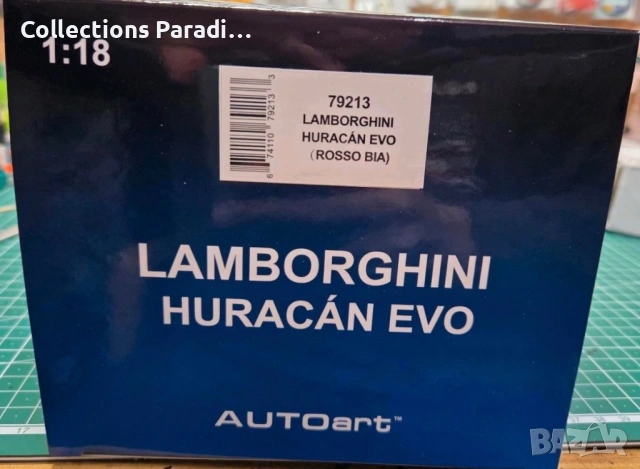 Collections Paradi...
1:18
79213
LAMBORGHINI
HURACÁN EVO
(ROSSO BIA)
6 74110 79213 3
LAMBORGHINI
HURACÁN EVO
AUTOart™
BAZAR